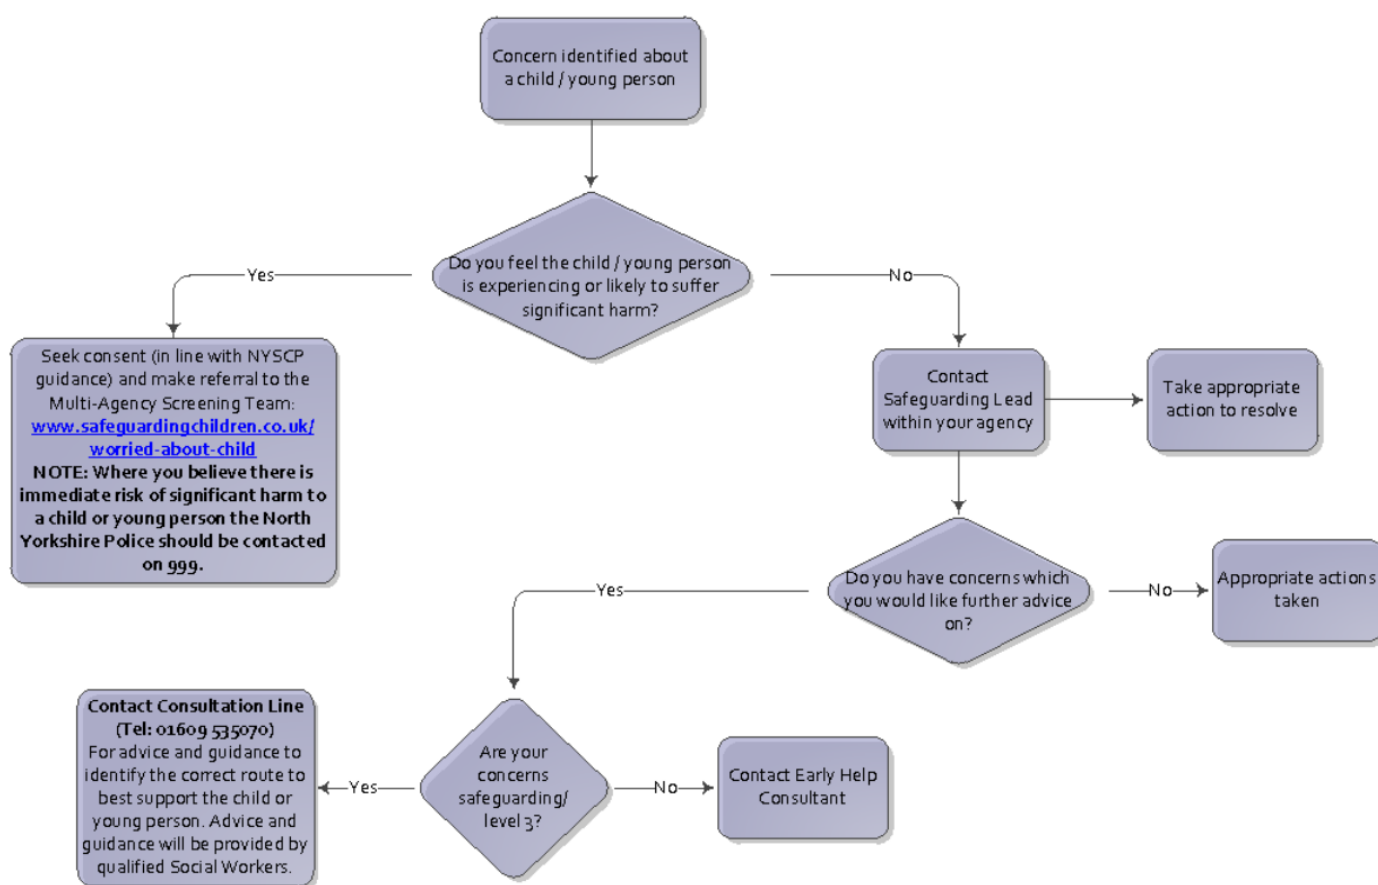 Concern identified about
a child / young person
Do you feel the child / young person
is experiencing or likely to suffer
significant harm?
Yes
No
Seek consent (in line with NYSCP
guidance) and make referral to the
Multi-Agency Screening Team:
www.safeguardingchildren.co.uk/
worried-about-child
NOTE: Where you believe there is
immediate risk of significant harm to
a child or young person the North
Yorkshire Police should be contacted
on 999.
Contact
Safeguarding Lead
within your agency
Take appropriate
action to resolve
Do you have concerns which
you would like further advice
on?
Yes
No
Appropriate actions
taken
Are your
concerns
safeguarding/
level 3?
Yes
No
Contact Consultation Line
(Tel: 01609 535070)
For advice and guidance to
identify the correct route to
best support the child or
young person. Advice and
guidance will be provided by
qualified Social Workers.
Contact Early Help
Consultant